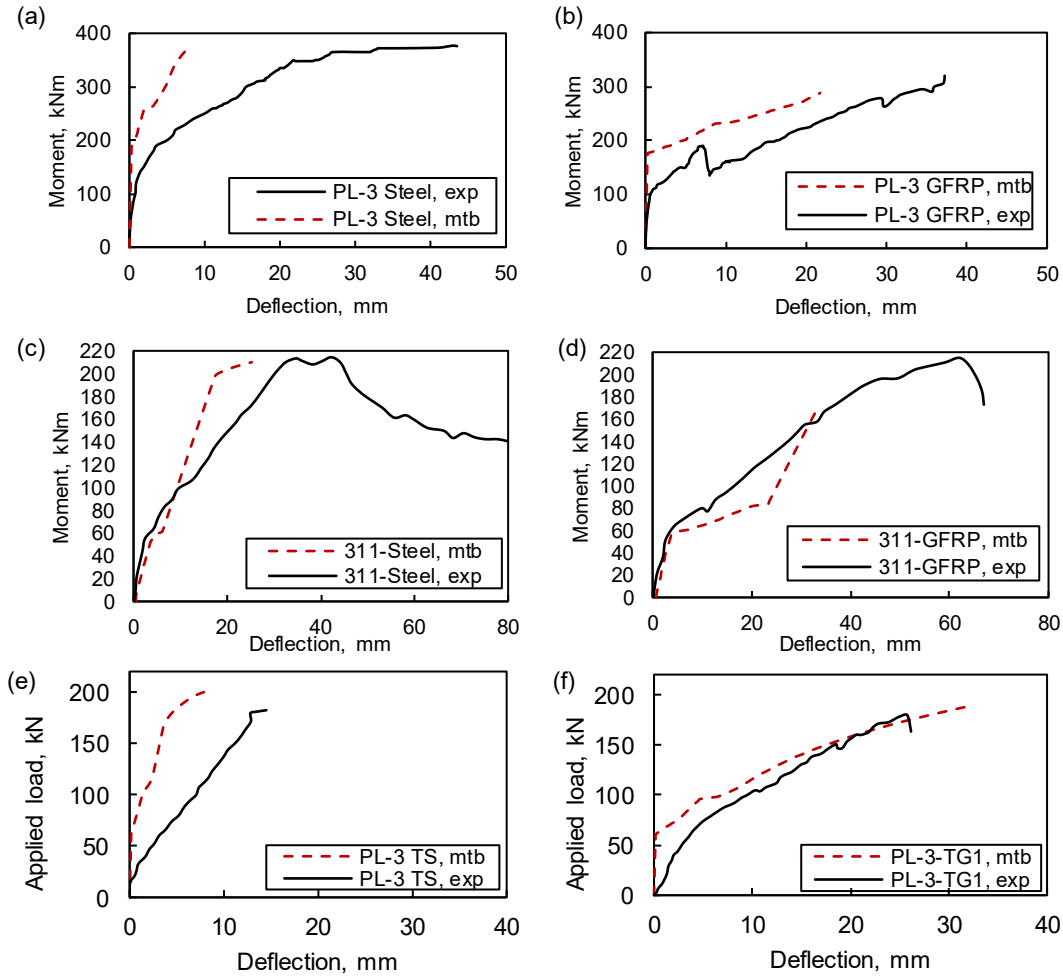 (a)
Moment, kNm
400
300
200
100
0
PL-3 Steel, exp
PL-3 Steel, mtb
0 10 20 30 40 50
Deflection, mm
(b)
Moment, kNm
400
300
200
100
0
PL-3 GFRP, mtb
PL-3 GFRP, exp
0 10 20 30 40 50
Deflection, mm
(c)
Moment, kNm
220
200
180
160
140
120
100
80
60
40
20
0
311-Steel, mtb
311-Steel, exp
0 20 40 60 80
Deflection, mm
(d)
Moment, kNm
220
200
180
160
140
120
100
80
60
40
20
0
311-GFRP, mtb
311-GFRP, exp
0 20 40 60 80
Deflection, mm
(e)
Applied load, kN
200
150
100
50
0
PL-3 TS, mtb
PL-3 TS, exp
0 10 20 30 40
Deflection, mm
(f)
Applied load, kN
200
150
100
50
0
PL-3-TG1, mtb
PL-3-TG1, exp
0 10 20 30 40
Deflection, mm